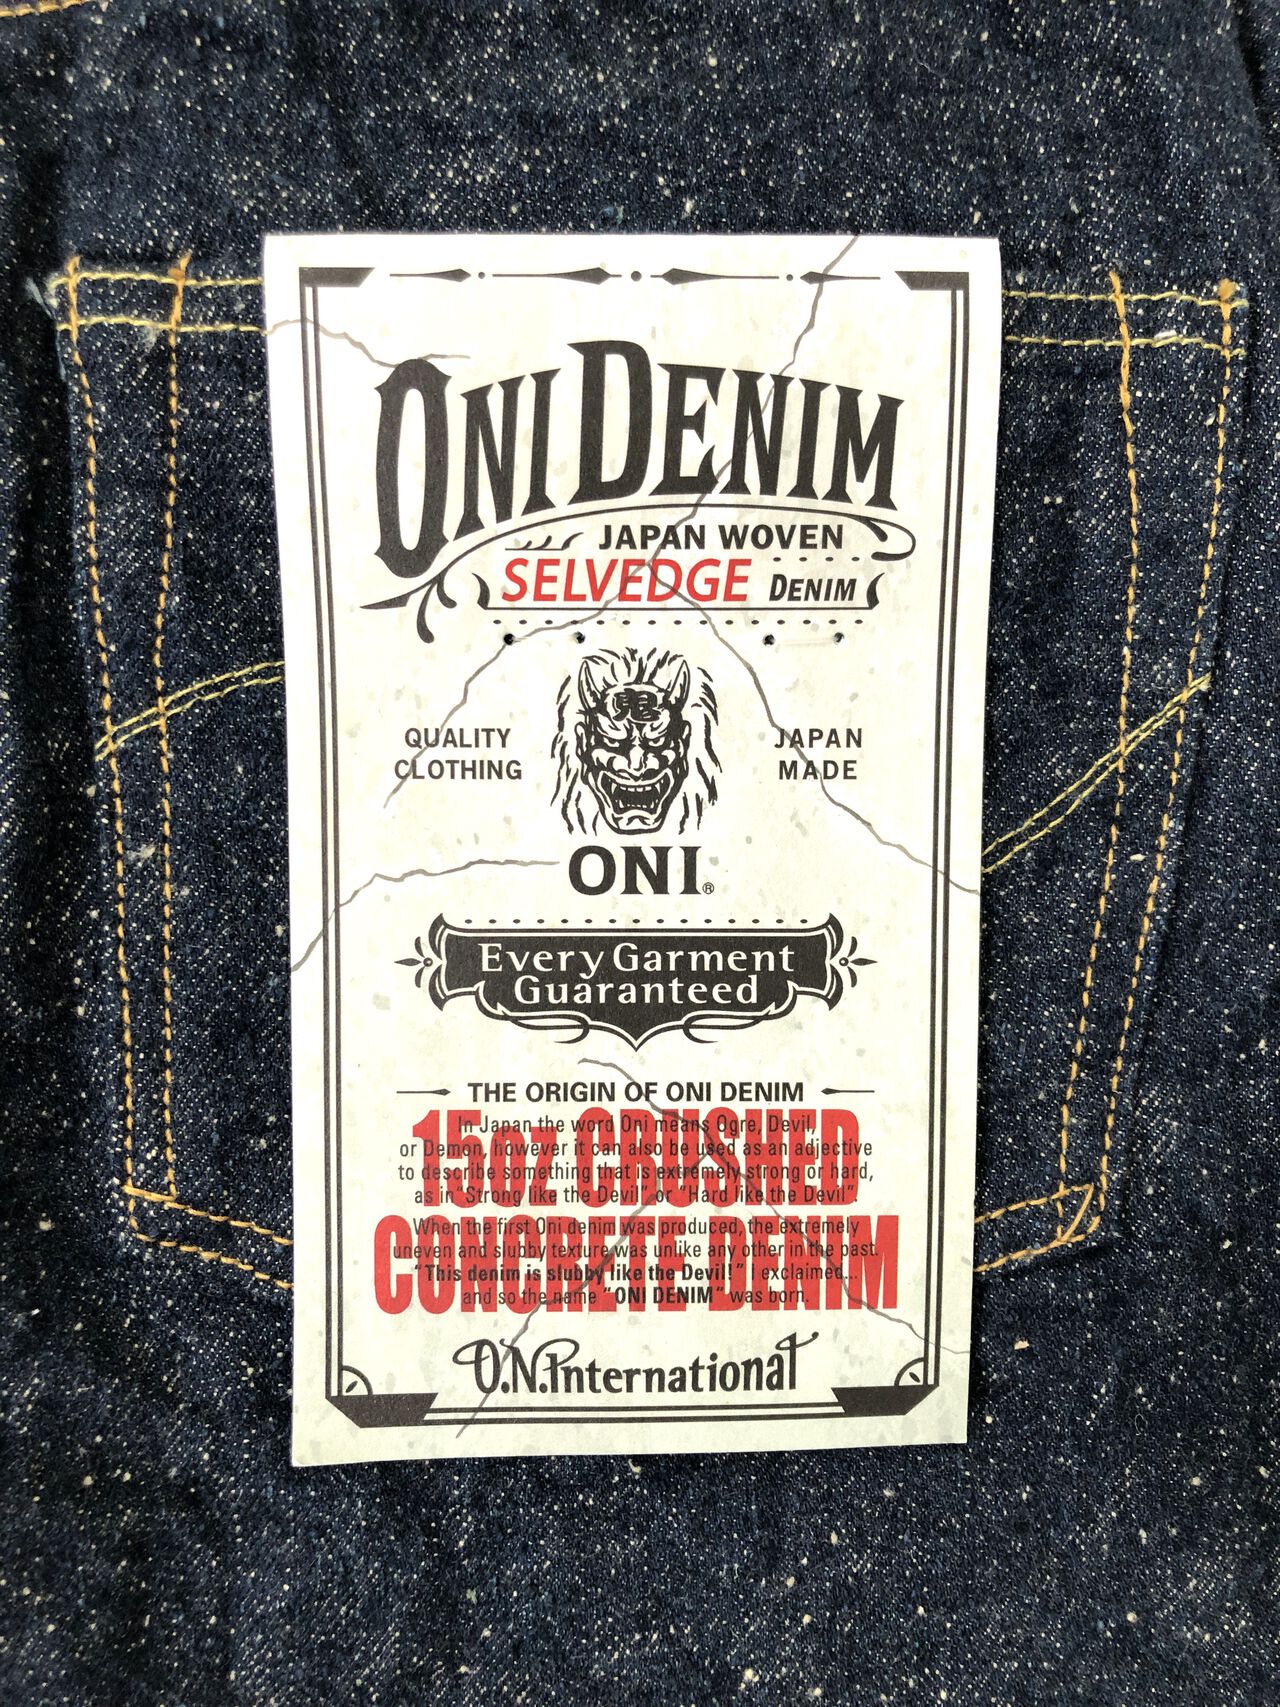 ONI DENIM
JAPAN WOVEN
SELVEDGE DENIM
QUALITY
CLOTHING
JAPAN
MADE
ONI®
Every Garment
Guaranteed
THE ORIGIN OF ONI DENIM
15oz CRUSHED
CONCRETE DENIM
In Japan the word Oni means Ogre, Devil,
or Demon, however it can also be used as an adjective
to describe something that is extremely strong or hard,
as in "Strong like the Devil" or "Hard like the Devil".
When the first Oni denim was produced, the extremely
uneven and slubby texture was unlike any other in the past.
"This denim is slubby like the Devil!" I exclaimed...
and so the name "ONI DENIM" was born.
O.N.International